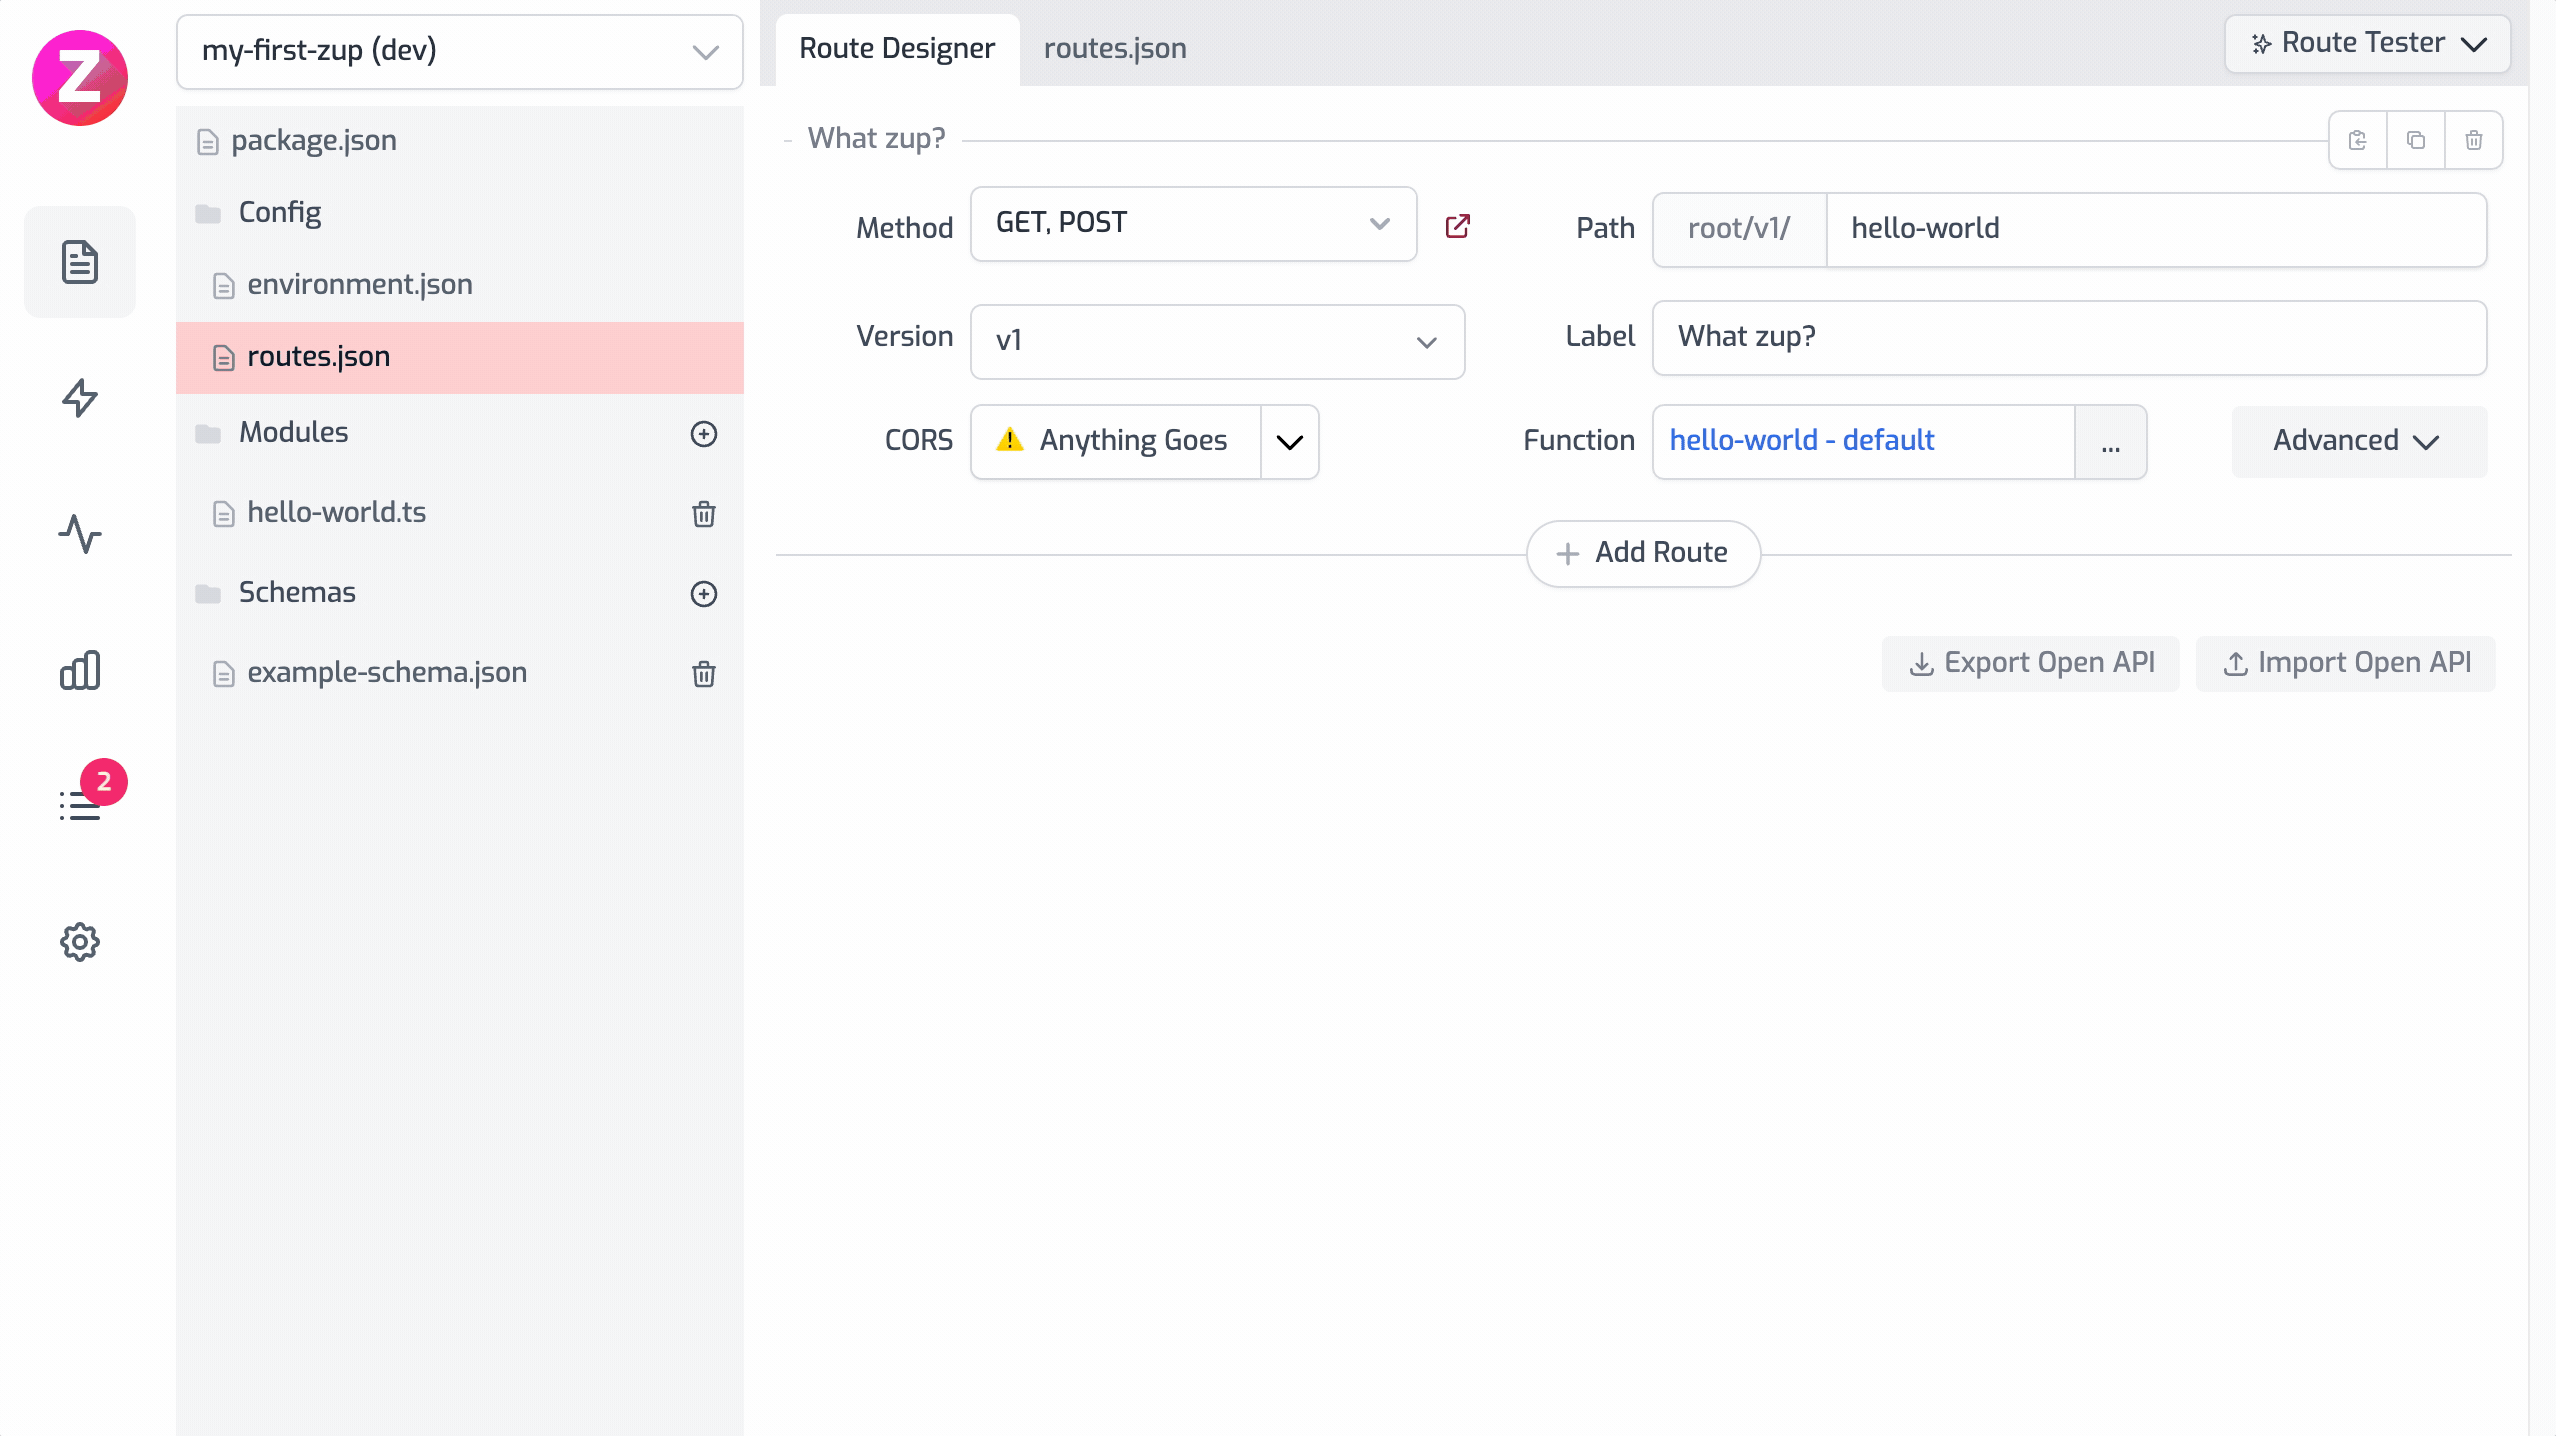 Z
my-first-zup (dev)
package.json
Config
environment.json
routes.json
Modules
hello-world.ts
Schemas
example-schema.json
2
Route Designer
routes.json
Route Tester
What zup?
Method
GET, POST
Path
root/v1/
hello-world
Version
v1
Label
What zup?
CORS
Anything Goes
Function
hello-world - default
...
Advanced
Add Route
Export Open API
Import Open API